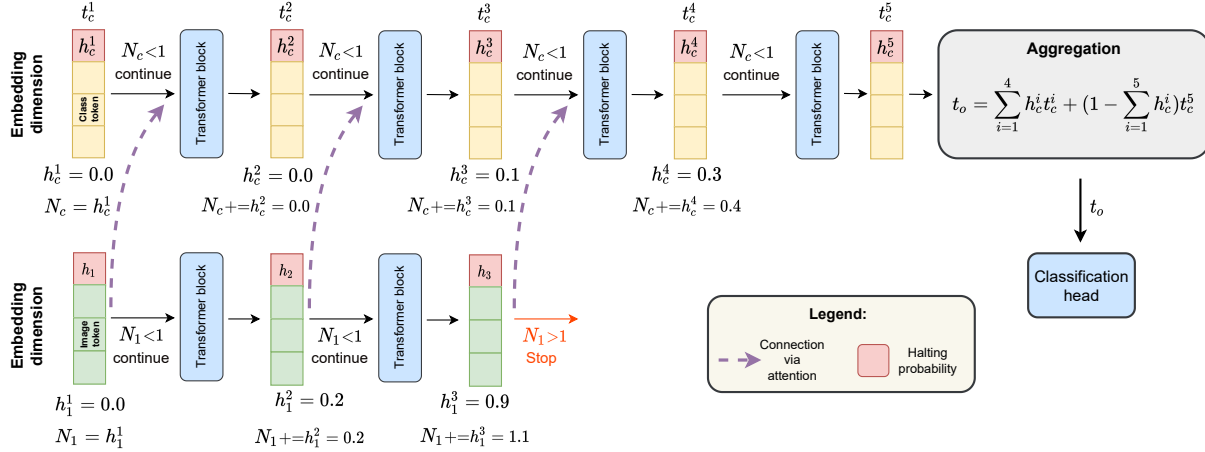 t_c^1 t_c^2 t_c^3 t_c^4 t_c^5
Embedding
dimension
h_c^1
Class
token
N_c<1
continue
Transformer block
h_c^2
N_c<1
continue
Transformer block
h_c^3
N_c<1
continue
Transformer block
h_c^4
N_c<1
continue
Transformer block
h_c^5
Aggregation
t_o = \sum_{i=1}^{4} h_c^i t_c^i + (1 - \sum_{i=1}^{5} h_c^i) t_c^5
h_c^1 = 0.0
N_c = h_c^1
h_c^2 = 0.0
N_c += h_c^2 = 0.0
h_c^3 = 0.1
N_c += h_c^3 = 0.1
h_c^4 = 0.3
N_c += h_c^4 = 0.4
t_o
Classification
head
Embedding
dimension
h_1
Image
token
N_1<1
continue
Transformer block
h_2
N_1<1
continue
Transformer block
h_3
N_1>1
Stop
h_1^1 = 0.0
N_1 = h_1^1
h_1^2 = 0.2
N_1 += h_1^2 = 0.2
h_1^3 = 0.9
N_1 += h_1^3 = 1.1
Legend:
Connection
via
attention
Halting
probability